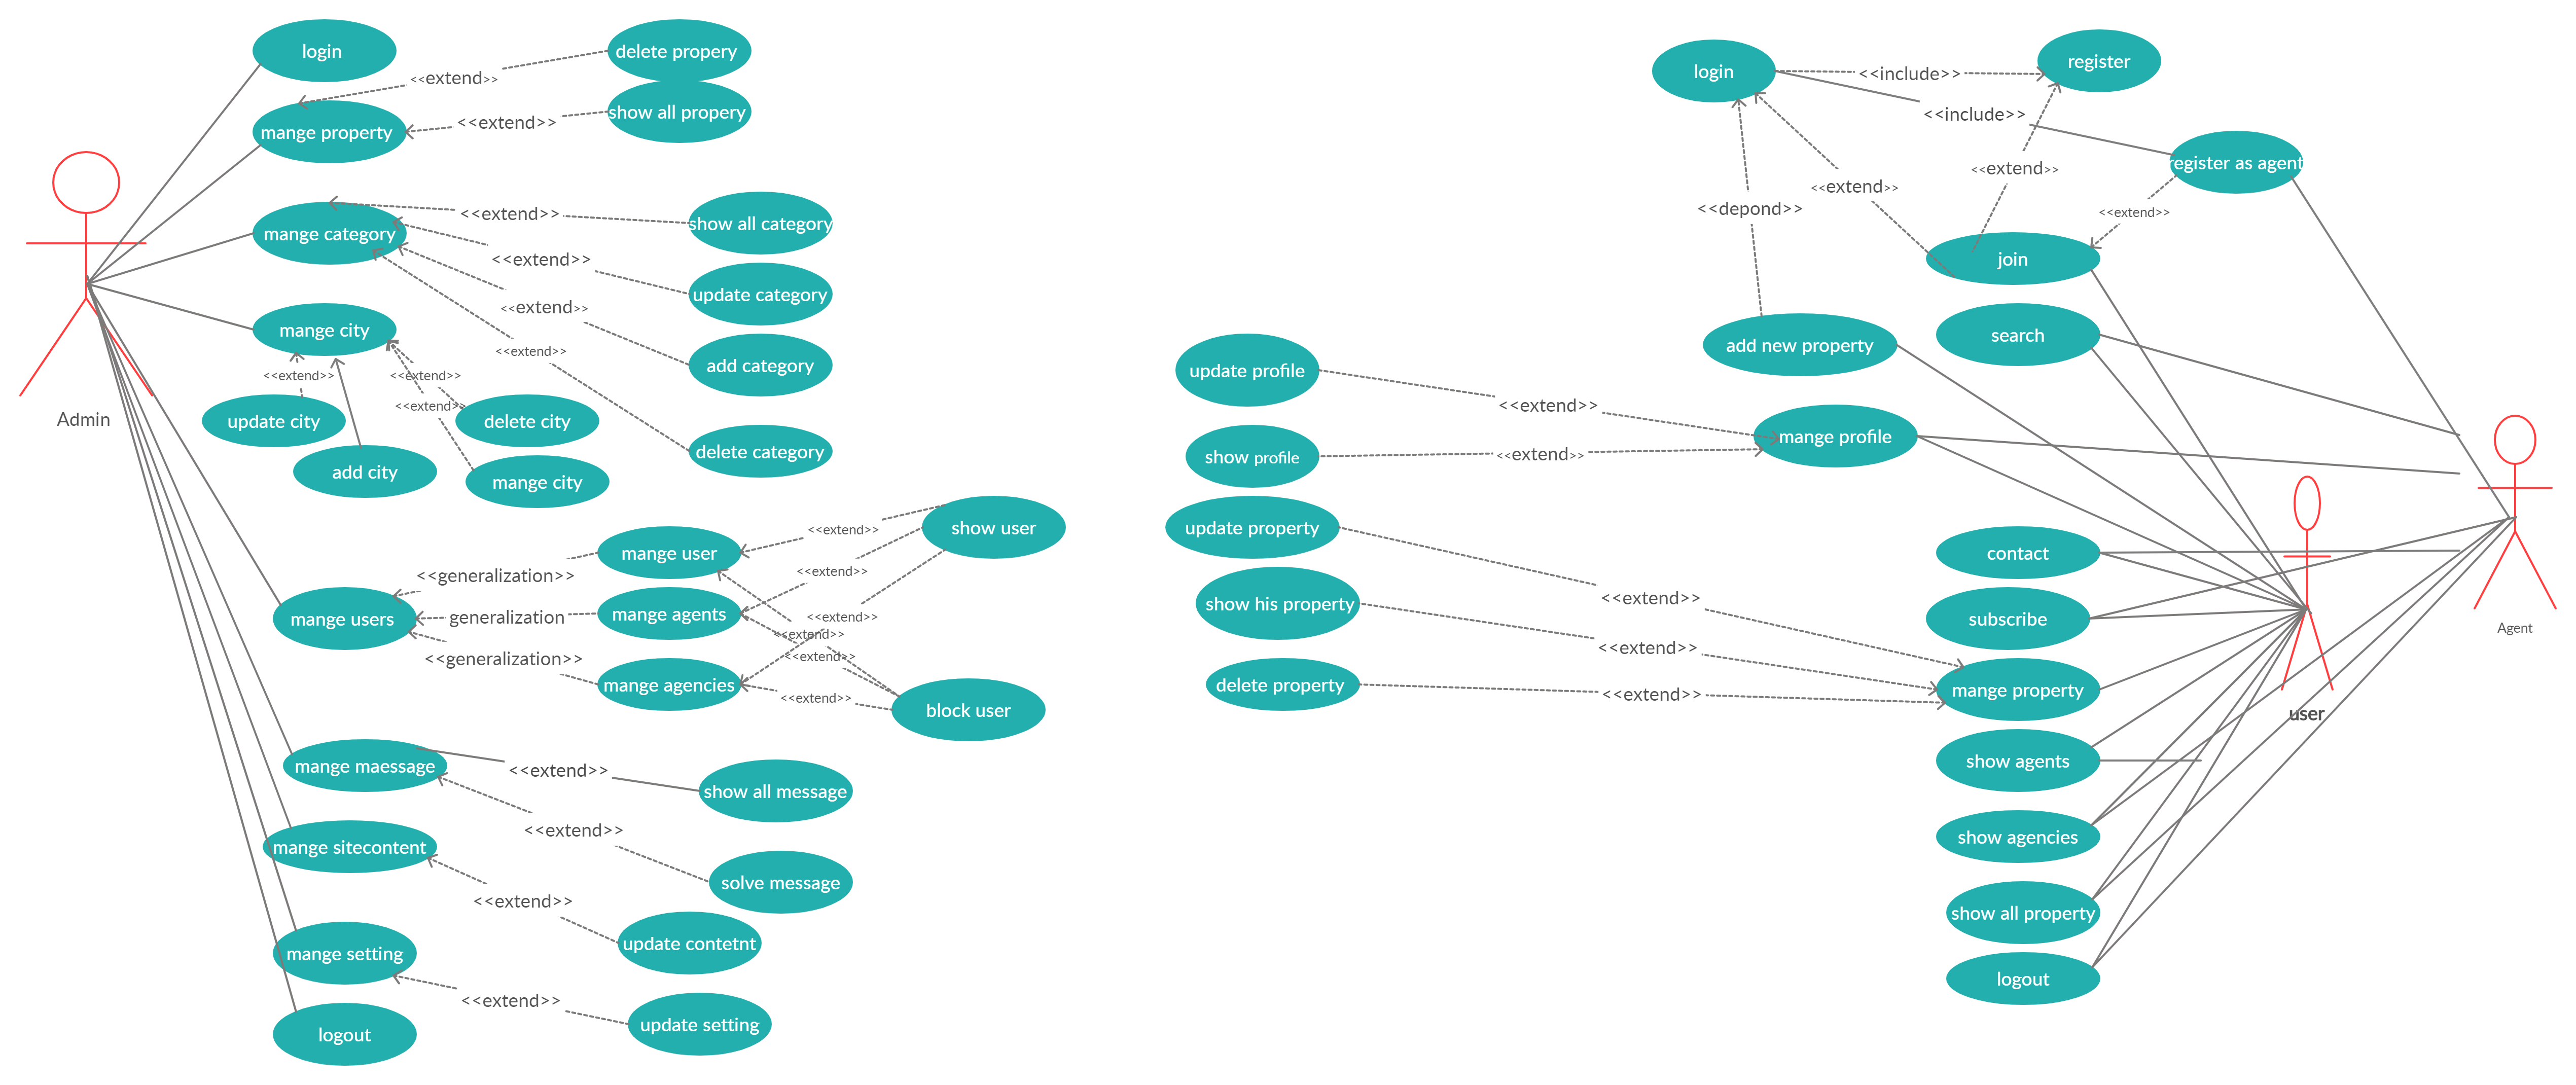 login
<<extend>>
delete propery
mange property
<<extend>>
show all propery
mange category
<<extend>>
show all category
<<extend>>
update category
<<extend>>
add category
<<extend>>
delete category
mange city
<<extend>>
<<extend>>
<<extend>>
update city
delete city
add city
mange city
Admin
mange users
<<generalization>>
generalization
<<generalization>>
mange user
mange agents
mange agencies
<<extend>>
<<extend>>
<<extend>>
<<extend>>
<<extend>>
<<extend>>
show user
block user
mange maessage
<<extend>>
show all message
<<extend>>
solve message
mange sitecontent
<<extend>>
update contetnt
mange setting
<<extend>>
update setting
logout
login
<<include>>
register
<<include>>
<<extend>>
<<extend>>
register as agent
<<depond>>
<<extend>>
join
add new property
search
update profile
<<extend>>
show profile
<<extend>>
mange profile
update property
<<extend>>
show his property
<<extend>>
delete property
<<extend>>
contact
subscribe
mange property
show agents
show agencies
show all property
logout
user
Agent